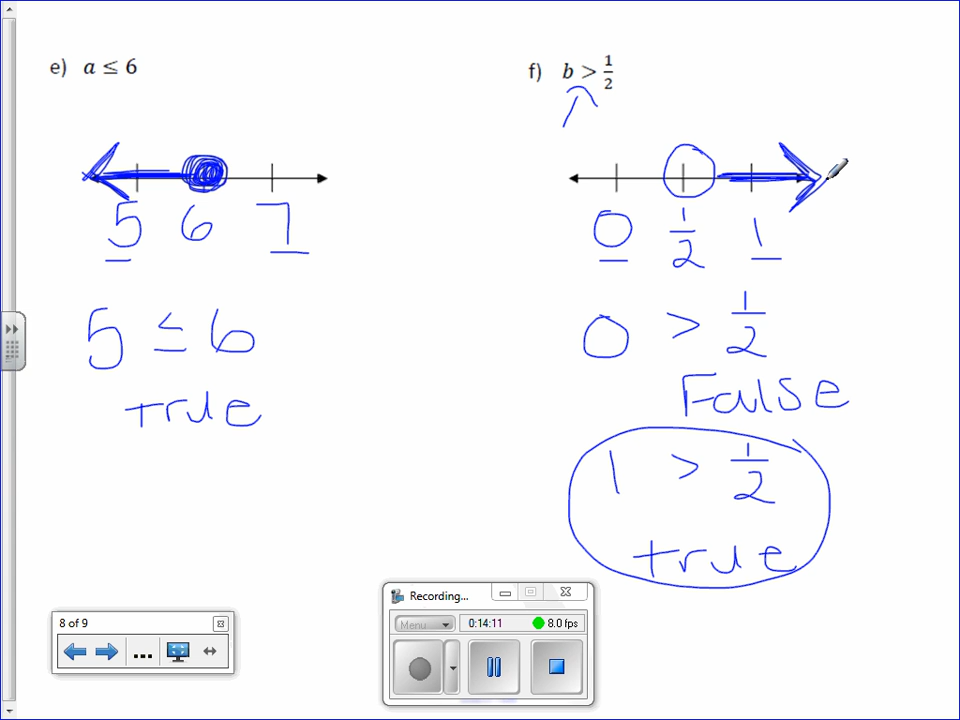 e) a ≤ 6
5 6 7
5 ≤ 6
true
f) b > 1/2
0 1/2 1
0 > 1/2
False
1 > 1/2
true
8 of 9
...
Recording...
Menu 0:14:11 8.0 fps